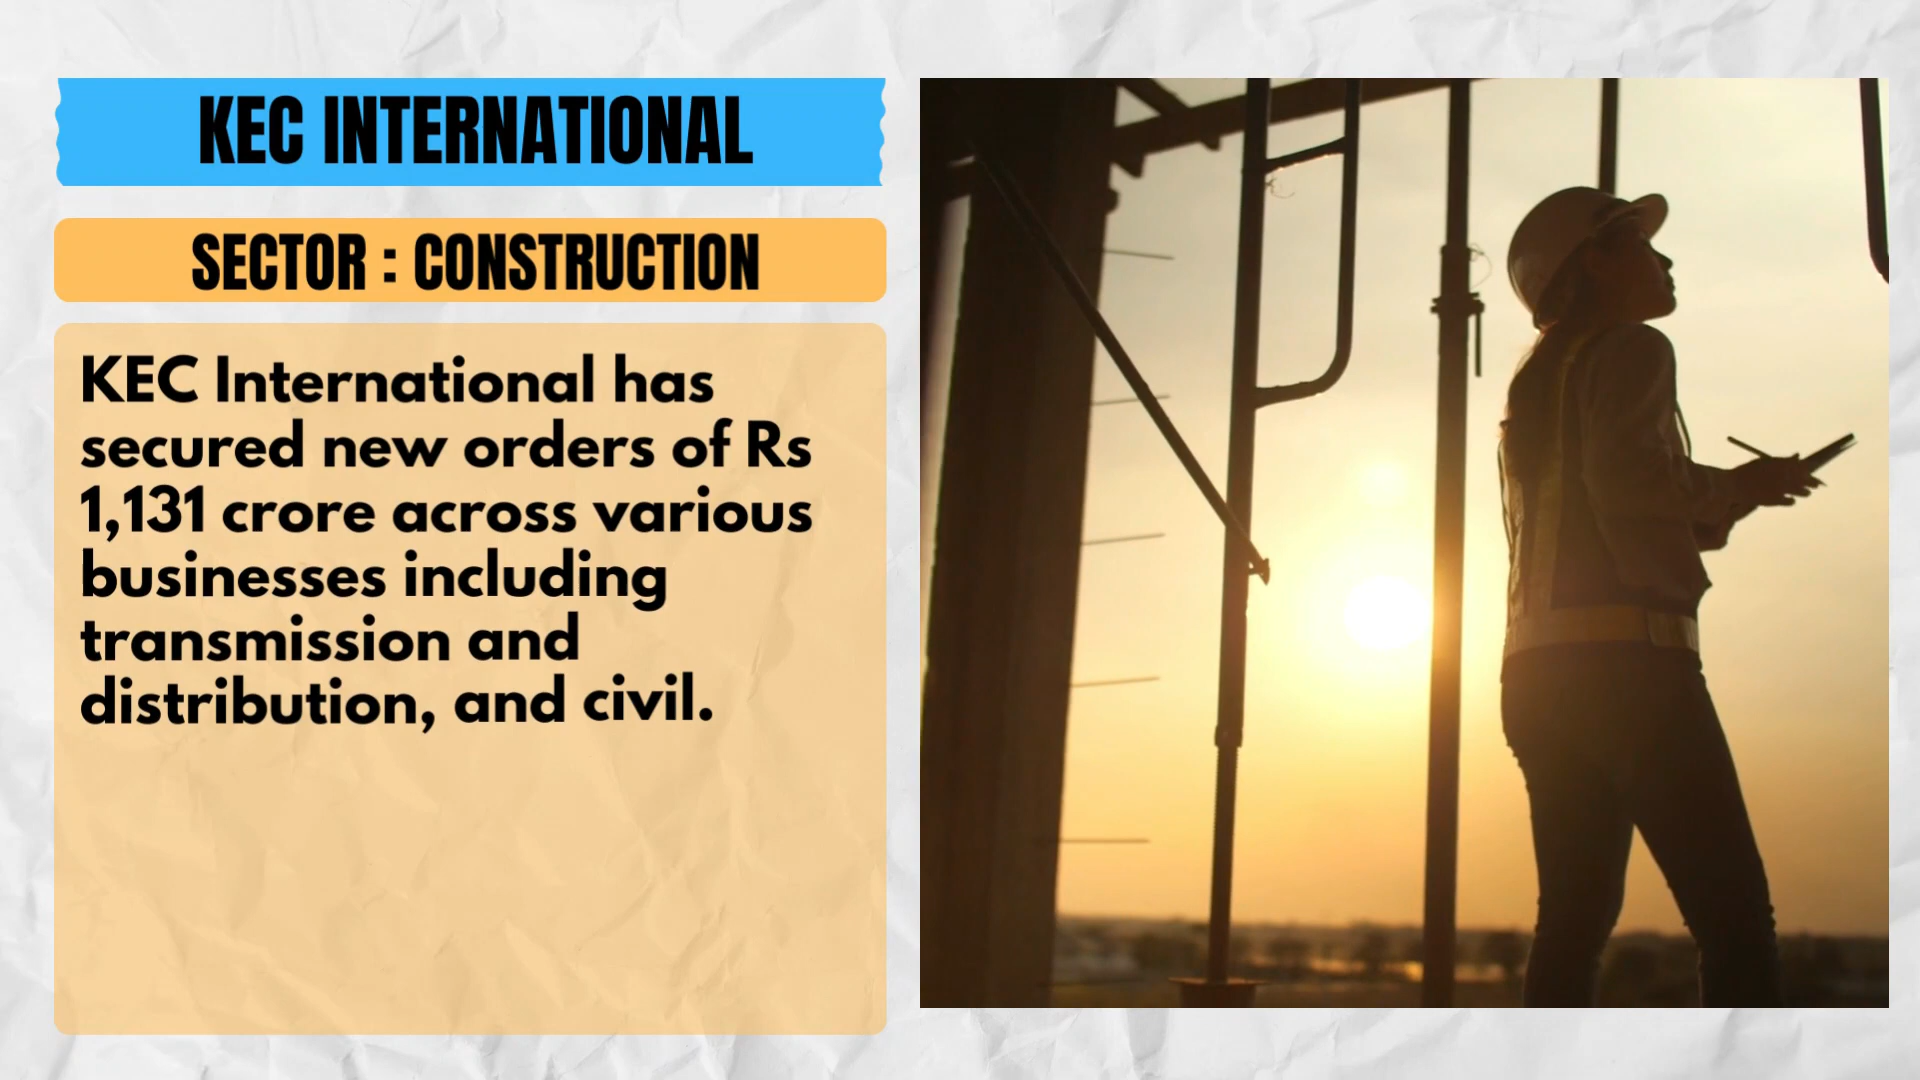 KEC INTERNATIONAL
SECTOR : CONSTRUCTION
KEC International has
secured new orders of Rs
1,131 crore across various
businesses including
transmission and
distribution, and civil.